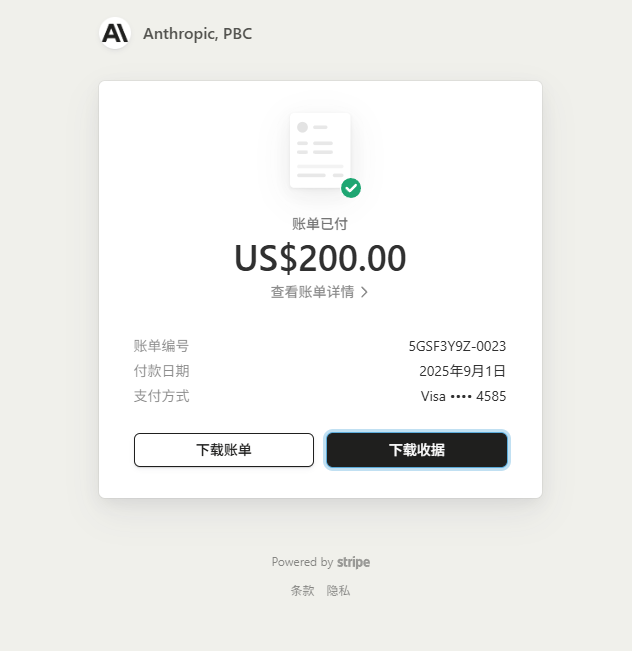 Anthropic, PBC
账单已付
US$200.00
查看账单详情
账单编号 5GSF3Y9Z-0023
付款日期 2025年9月1日
支付方式 Visa •••• 4585
下载账单 下载收据
Powered by stripe
条款 隐私